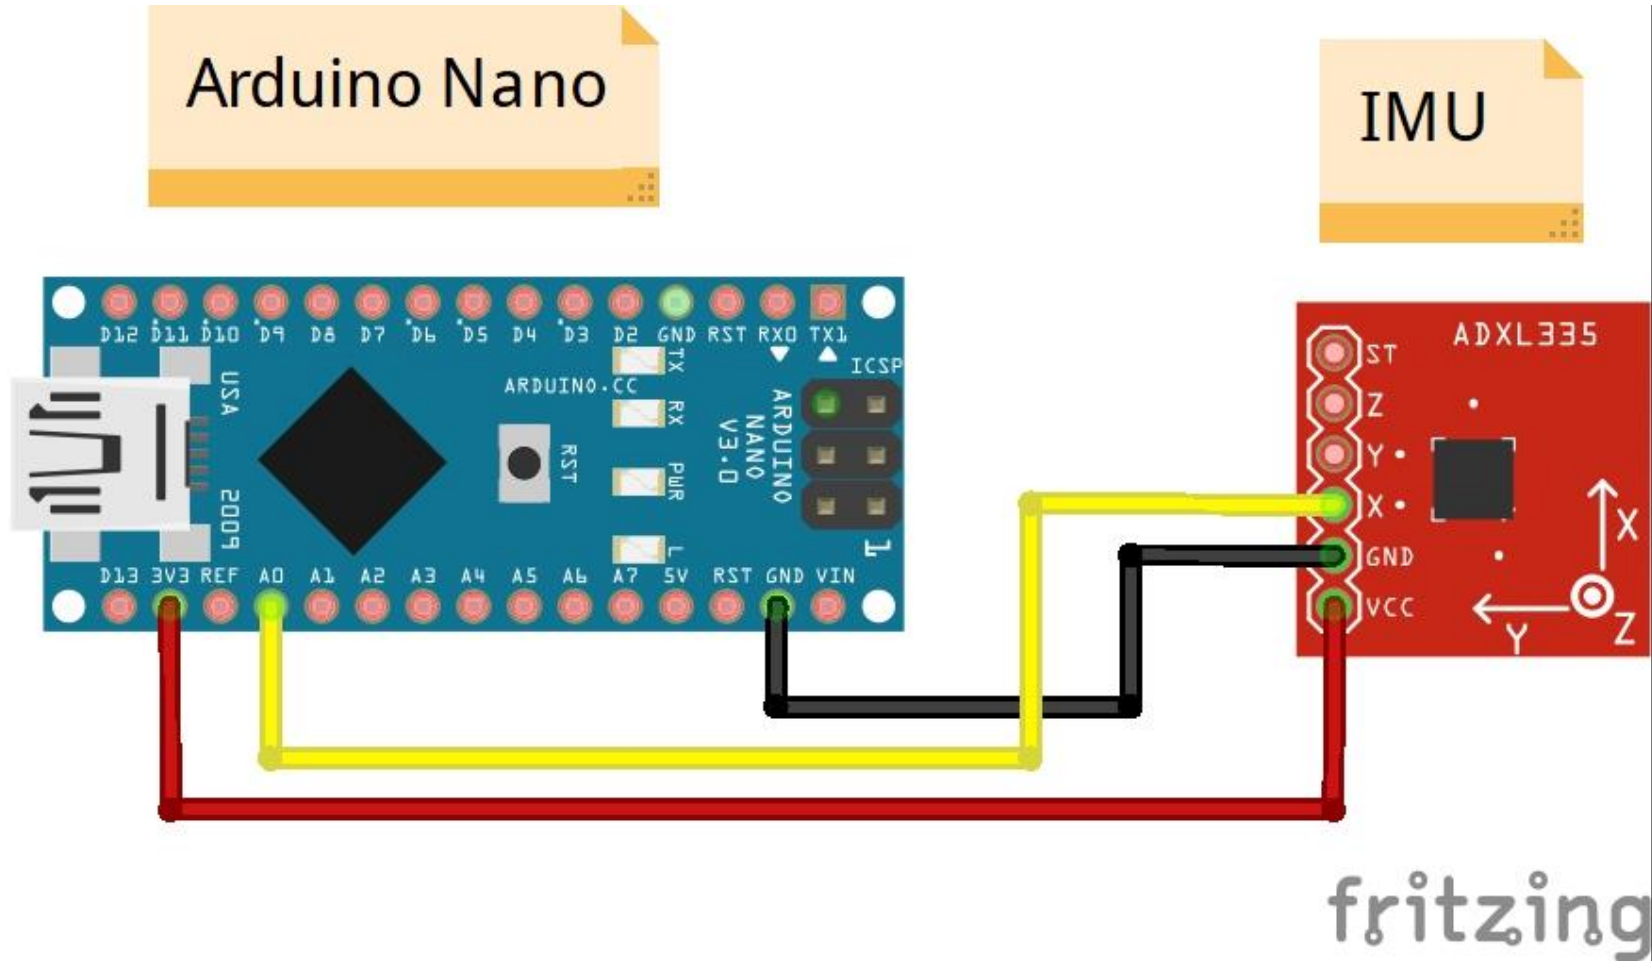 Arduino Nano
IMU
D12 D11 D10 D9 D8 D7 D6 D5 D4 D3 D2 GND RST RX0 TX1
TX
ICSP
USA
ARDUINO.CC
RX
ARDUINO
NANO
V3.0
RST
PWR
2009
L
1
D13 3V3 REF A0 A1 A2 A3 A4 A5 A6 A7 5V RST GND VIN
ADXL335
ST
Z
Y
X
GND
VCC
X
Y
Z
fritzing